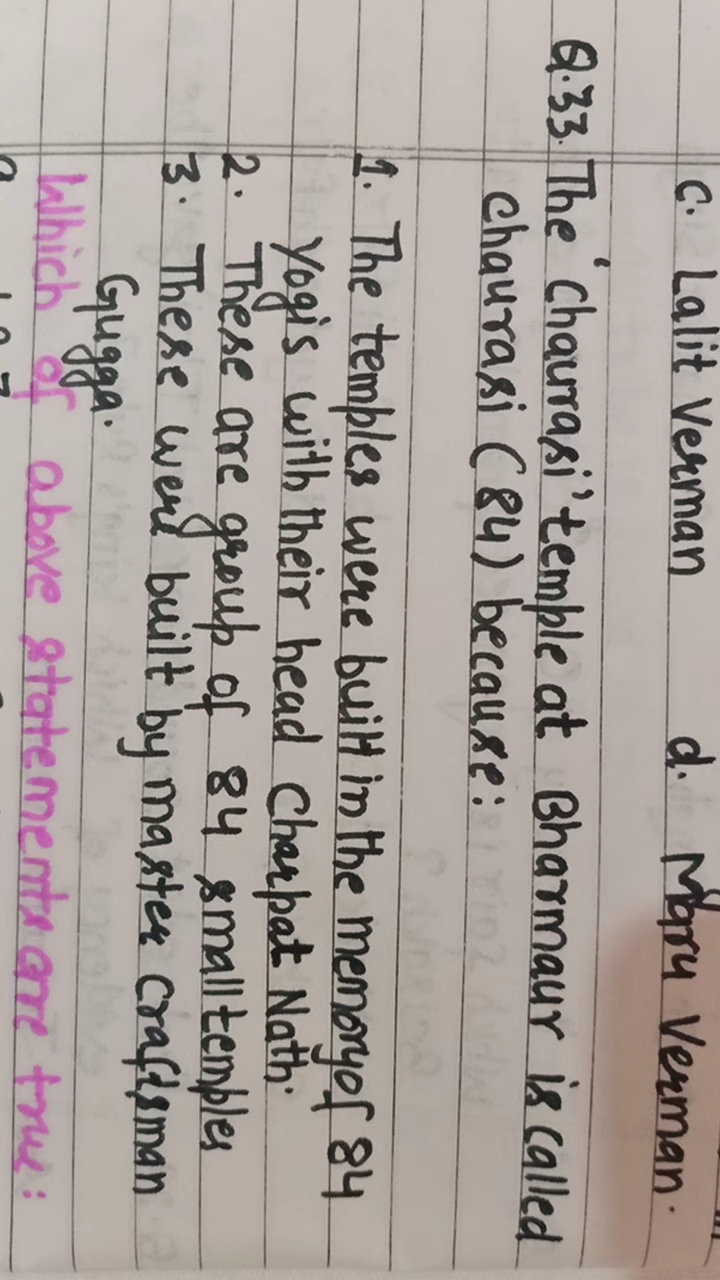 c. Lalit Verman d. Maru Verman.
Q.33. The 'Chaurasi' temple at Bharmaur is called
chaurasi (84) because:
1. The temples were built in the memory of 84
Yogis with their head Charpat Nath.
2. These are group of 84 small temples
3. These were built by master craftsman
Gugga.
Which of above statements are true: